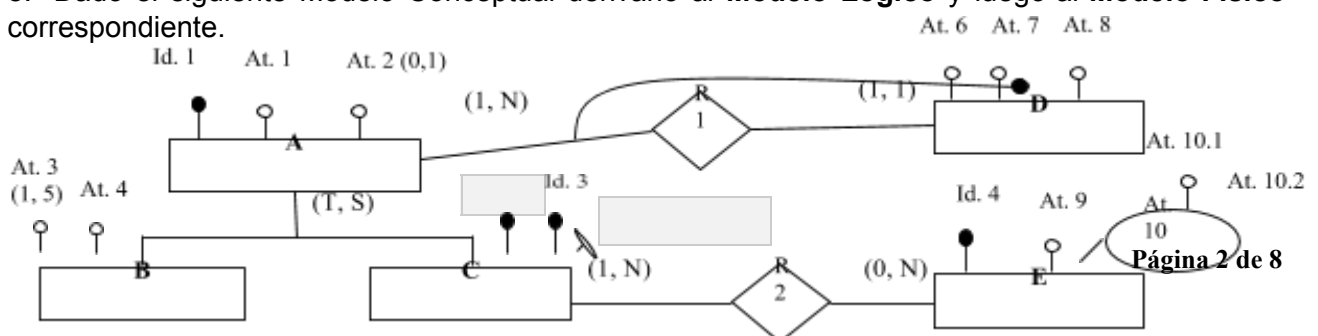 correspondiente.
At. 6 At. 7 At. 8
Id. 1 At. 1 At. 2 (0,1)
(1, N) R 1 (1, 1) D
A
At. 10.1
At. 3 (1, 5) At. 4
(T, S) Id. 3
Id. 4 At. 9 At. 10 At. 10.2
B C (1, N) R 2 (0, N) E
Página 2 de 8